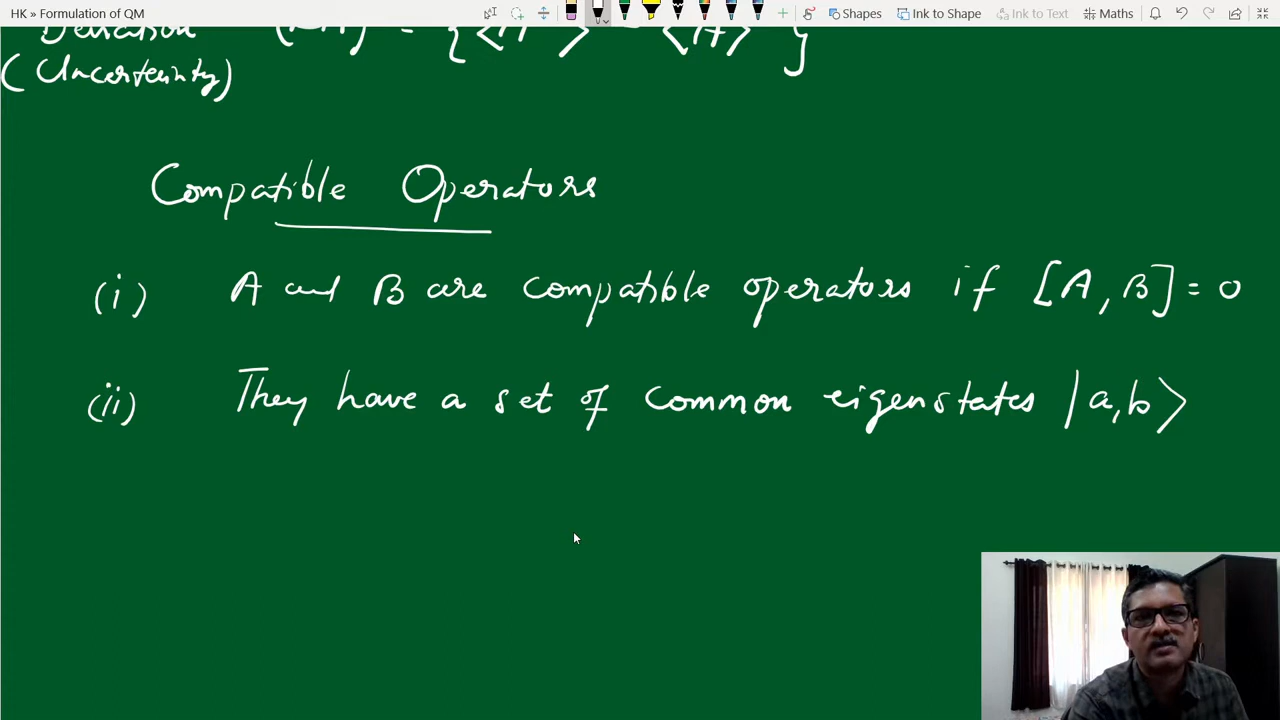 HK » Formulation of QM
Shapes Ink to Shape Ink to Text Maths
(Uncertainty)
Compatible Operators
(i) A and B are compatible operators if [A, B] = 0
(ii) They have a set of common eigenstates |a,b>